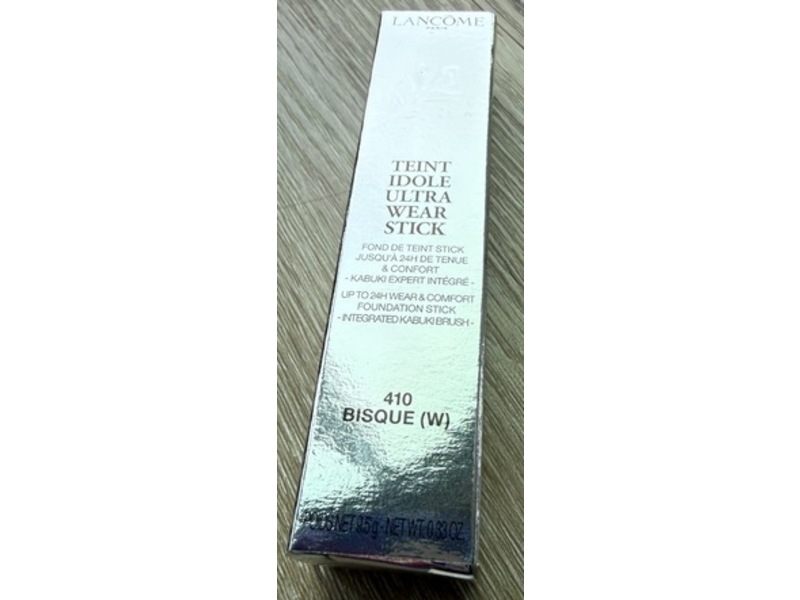 LANCÔME
PARIS
TEINT
IDOLE
ULTRA
WEAR
STICK
FOND DE TEINT STICK
JUSQU'À 24H DE TENUE
& CONFORT
- KABUKI EXPERT INTÉGRÉ -
UP TO 24H WEAR & COMFORT
FOUNDATION STICK
- INTEGRATED KABUKI BRUSH -
410
BISQUE (W)
POIDS NET 9.5 g - NET WT. 0.33 OZ.